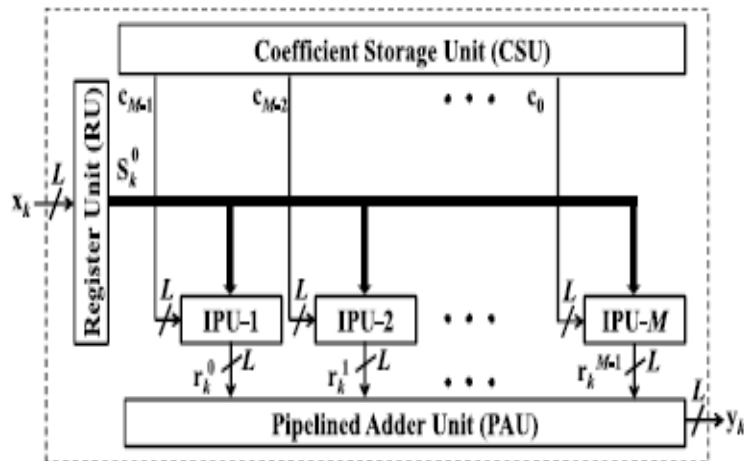 Coefficient Storage Unit (CSU)
Register Unit (RU)
c_{M-1}
c_{M-2}
• • •
c_0
S_k^0
L
x_k
L
L
L
IPU-1
IPU-2
• • •
IPU-M
r_k^0
L
r_k^1
L
• • •
r_k^{M-1}
L
L
Pipelined Adder Unit (PAU)
y_k